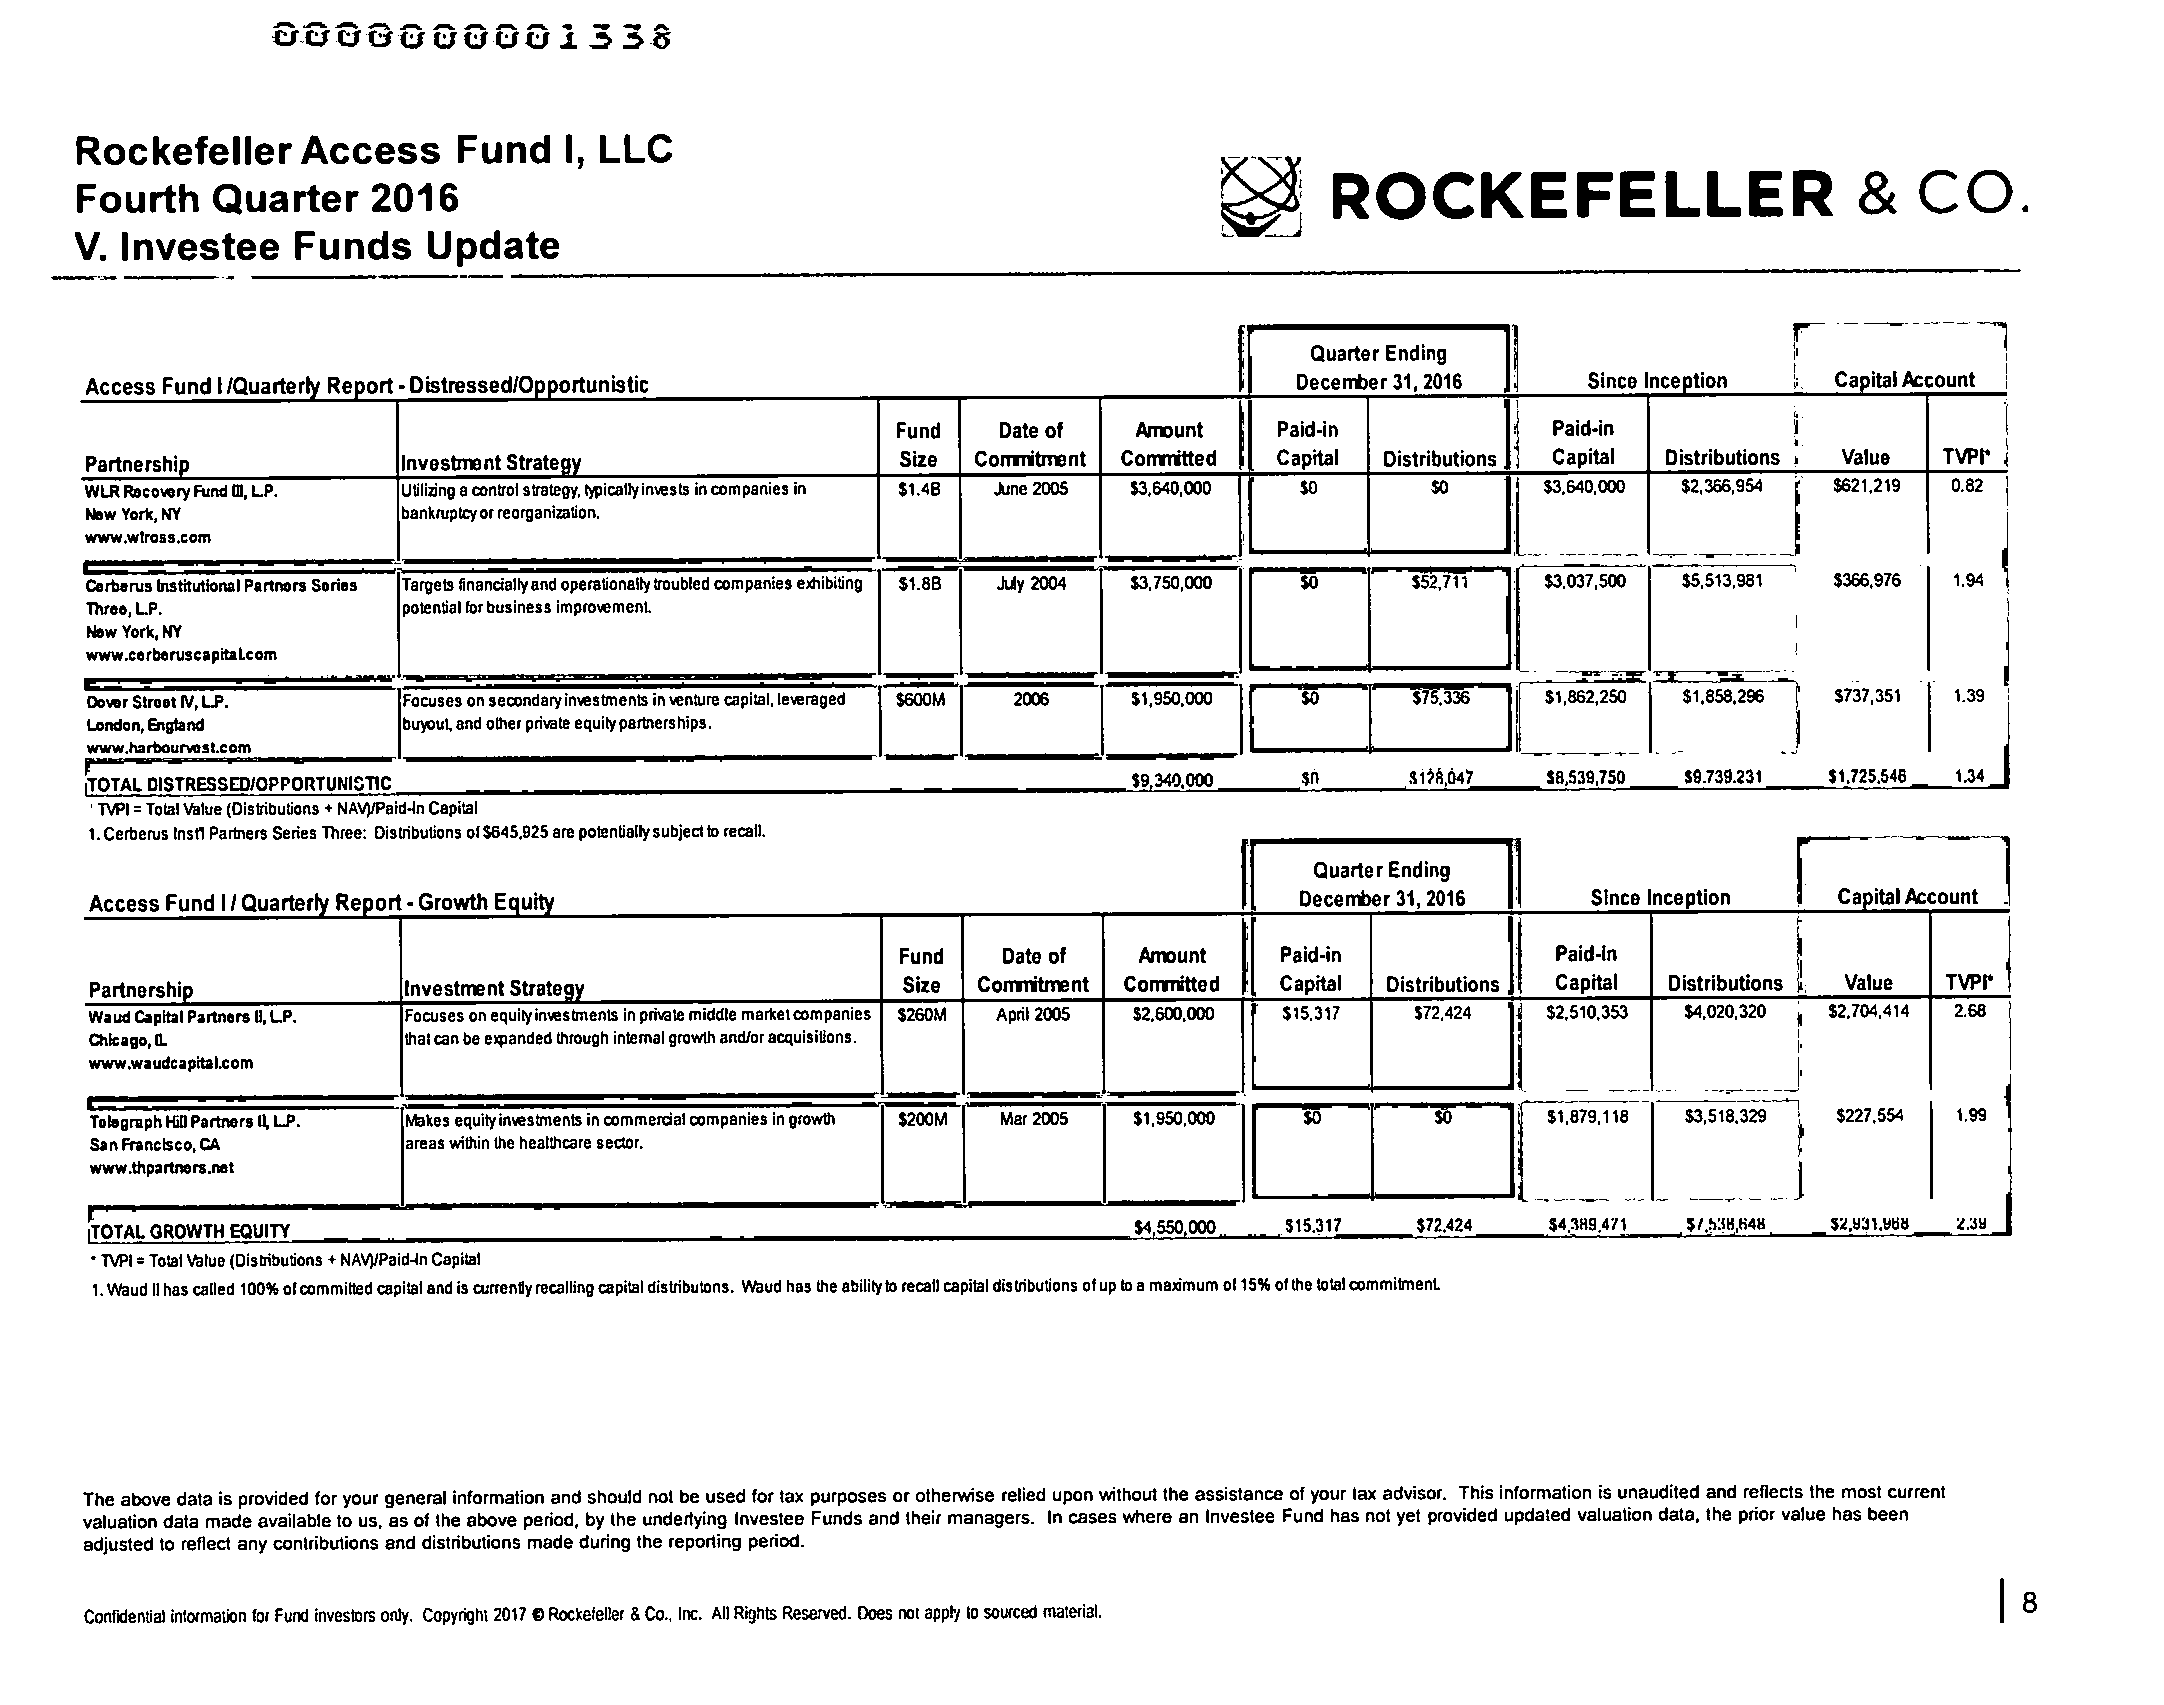 0000000001338
Rockefeller Access Fund I, LLC
Fourth Quarter 2016
V. Investee Funds Update
ROCKEFELLER & CO.
Access Fund I /Quarterly Report - Distressed/Opportunistic
Quarter Ending December 31, 2016 Since Inception Capital Account
Partnership Investment Strategy Fund Size Date of Commitment Amount Committed Paid-in Capital Distributions Paid-in Capital Distributions Value TVPI*
WLR Recovery Fund III, L.P. Utilizing a control strategy, typically invests in companies in $1.4B June 2005 $3,640,000 $0 $0 $3,640,000 $2,366,954 $621,219 0.82
New York, NY bankruptcy or reorganization.
www.wlross.com
Cerberus Institutional Partners Series Targets financially and operationally troubled companies exhibiting $1.8B July 2004 $3,750,000 $0 $52,711 $3,037,500 $5,513,981 $366,976 1.94
Three, L.P. potential for business improvement.
New York, NY
www.cerberuscapital.com
Dover Street IV, L.P. Focuses on secondary investments in venture capital, leveraged $600M 2006 $1,950,000 $0 $75,336 $1,862,250 $1,858,296 $737,351 1.39
London, England buyout, and other private equity partnerships.
www.harbourvest.com
TOTAL DISTRESSED/OPPORTUNISTIC $9,340,000 $0 $128,047 $8,539,750 $9,739,231 $1,725,546 1.34
* TVPI = Total Value (Distributions + NAV)/Paid-In Capital
1. Cerberus Inst'l Partners Series Three: Distributions of $645,925 are potentially subject to recall.
Access Fund I / Quarterly Report - Growth Equity
Quarter Ending December 31, 2016 Since Inception Capital Account
Partnership Investment Strategy Fund Size Date of Commitment Amount Committed Paid-in Capital Distributions Paid-In Capital Distributions Value TVPI*
Waud Capital Partners II, L.P. Focuses on equity investments in private middle market companies $260M April 2005 $2,600,000 $15,317 $72,424 $2,510,353 $4,020,320 $2,704,414 2.68
Chicago, IL that can be expanded through internal growth and/or acquisitions.
www.waudcapital.com
Telegraph Hill Partners II, L.P. Makes equity investments in commercial companies in growth $200M Mar 2005 $1,950,000 $0 $0 $1,879,118 $3,518,329 $227,554 1.99
San Francisco, CA areas within the healthcare sector.
www.thpartners.net
TOTAL GROWTH EQUITY $4,550,000 $15,317 $72,424 $4,389,471 $7,538,648 $2,931,968 2.39
* TVPI = Total Value (Distributions + NAV)/Paid-In Capital
1. Waud II has called 100% of committed capital and is currently recalling capital distributons. Waud has the ability to recall capital distributions of up to a maximum of 15% of the total commitment.
The above data is provided for your general information and should not be used for tax purposes or otherwise relied upon without the assistance of your tax advisor. This information is unaudited and reflects the most current
valuation data made available to us, as of the above period, by the underlying Investee Funds and their managers. In cases where an Investee Fund has not yet provided updated valuation data, the prior value has been
adjusted to reflect any contributions and distributions made during the reporting period.
Confidential information for Fund investors only. Copyright 2017 © Rockefeller & Co., Inc. All Rights Reserved. Does not apply to sourced material.
8